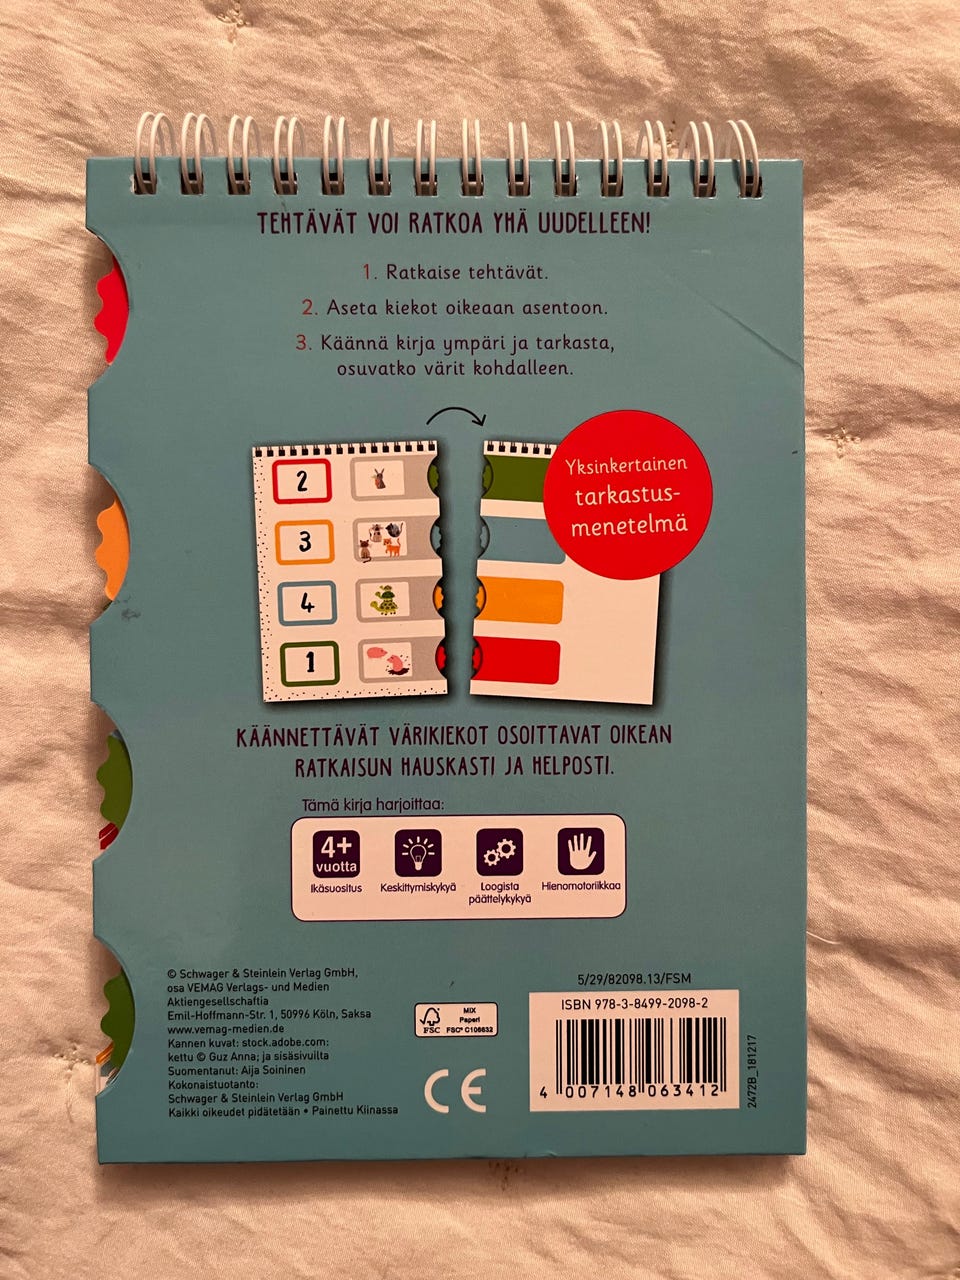 TEHTÄVÄT VOI RATKOA YHÄ UUDELLEEN!
1. Ratkaise tehtävät.
2. Aseta kiekot oikeaan asentoon.
3. Käännä kirja ympäri ja tarkasta,
osuvatko värit kohdalleen.
2
3
4
1
Yksinkertainen
tarkastus-
menetelmä
KÄÄNNETTÄVÄT VÄRIKIEKOT OSOITTAVAT OIKEAN
RATKAISUN HAUSKASTI JA HELPOSTI.
Tämä kirja harjoittaa:
4+
vuotta
Ikäsuositus
Keskittymiskykyä
Loogista
päättelykykyä
Hienomotoriikkaa
© Schwager & Steinlein Verlag GmbH,
osa VEMAG Verlags- und Medien
Aktiengesellschaftia
Emil-Hoffmann-Str. 1, 50996 Köln, Saksa
www.vemag-medien.de
Kannen kuvat: stock.adobe.com:
kettu © Guz Anna; ja sisäsivuilta
Suomentanut: Aija Soininen
Kokonaistuotanto:
Schwager & Steinlein Verlag GmbH
Kaikki oikeudet pidätetään • Painettu Kiinassa
FSC
MIX
Paperi
FSC® C106632
CE
5/29/82098.13/FSM
ISBN 978-3-8499-2098-2
4 007148 063412
2472B_181217